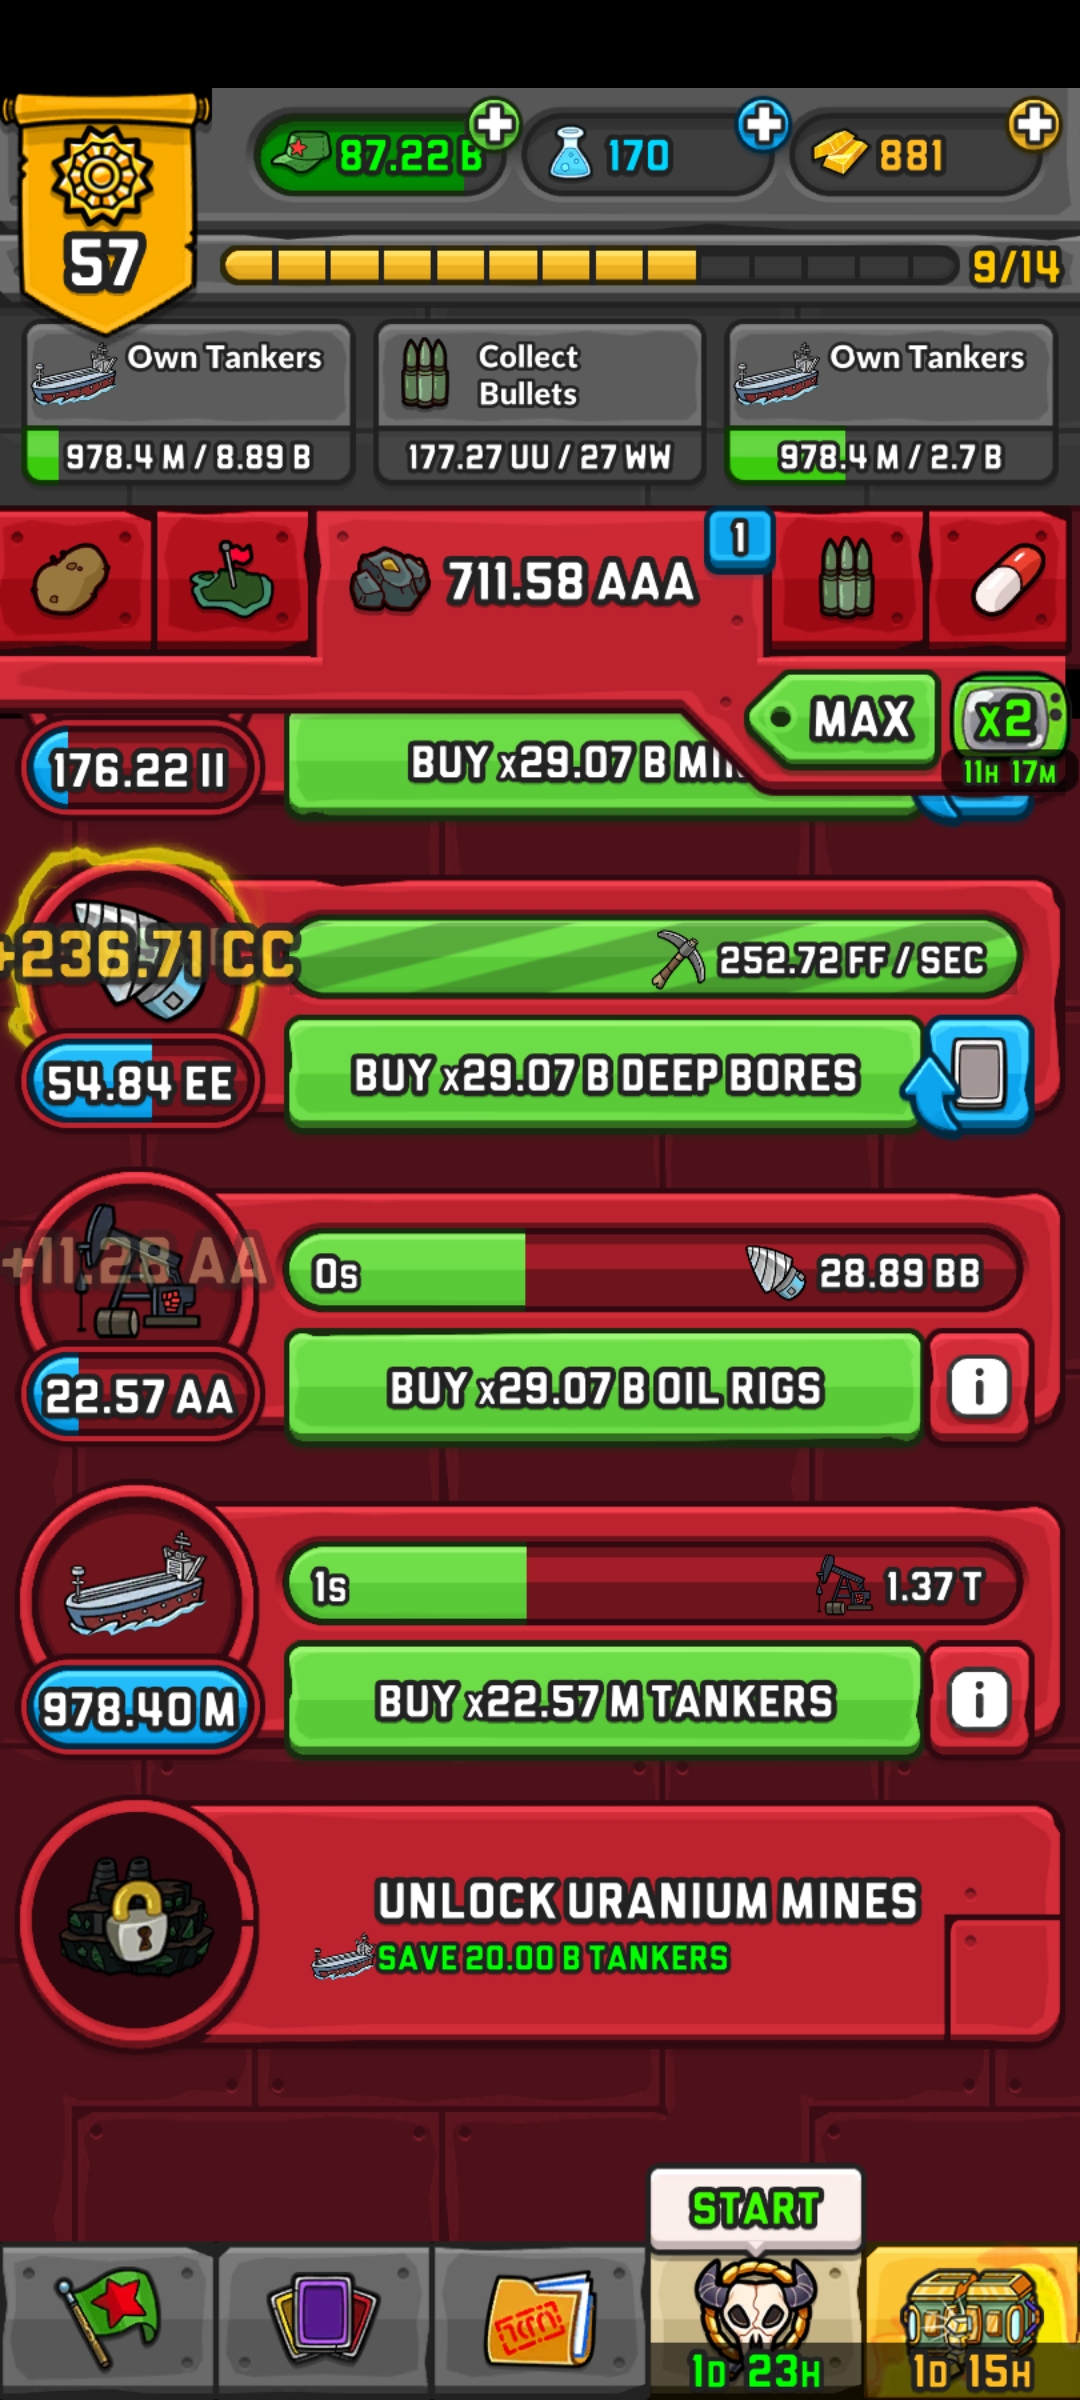 57
87.22 B
170
881
9/14
Own Tankers
978.4 M / 8.89 B
Collect
Bullets
177.27 UU / 27 WW
Own Tankers
978.4 M / 2.7 B
711.58 AAA
1
MAX
x2
11H 17M
176.22 II
BUY x29.07 B
+236.71 CC
252.72 FF / SEC
54.84 EE
BUY x29.07 B DEEP BORES
+11.28 AA
0s
28.89 BB
22.57 AA
BUY x29.07 B OIL RIGS
i
1s
1.37 T
978.40 M
BUY x22.57 M TANKERS
i
UNLOCK URANIUM MINES
SAVE 20.00 B TANKERS
START
1D 23H
1D 15H